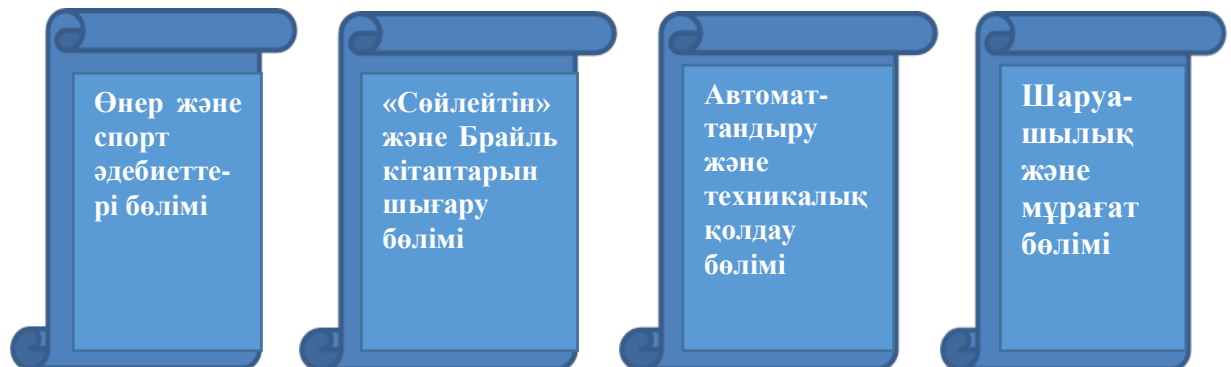 Өнер және
спорт
әдебиетте-
рі бөлімі
«Сөйлейтін»
және Брайль
кітаптарын
шығару
бөлімі
Автомат-
тандыру
және
техникалық
қолдау
бөлімі
Шаруа-
шылық
және
мұрағат
бөлімі